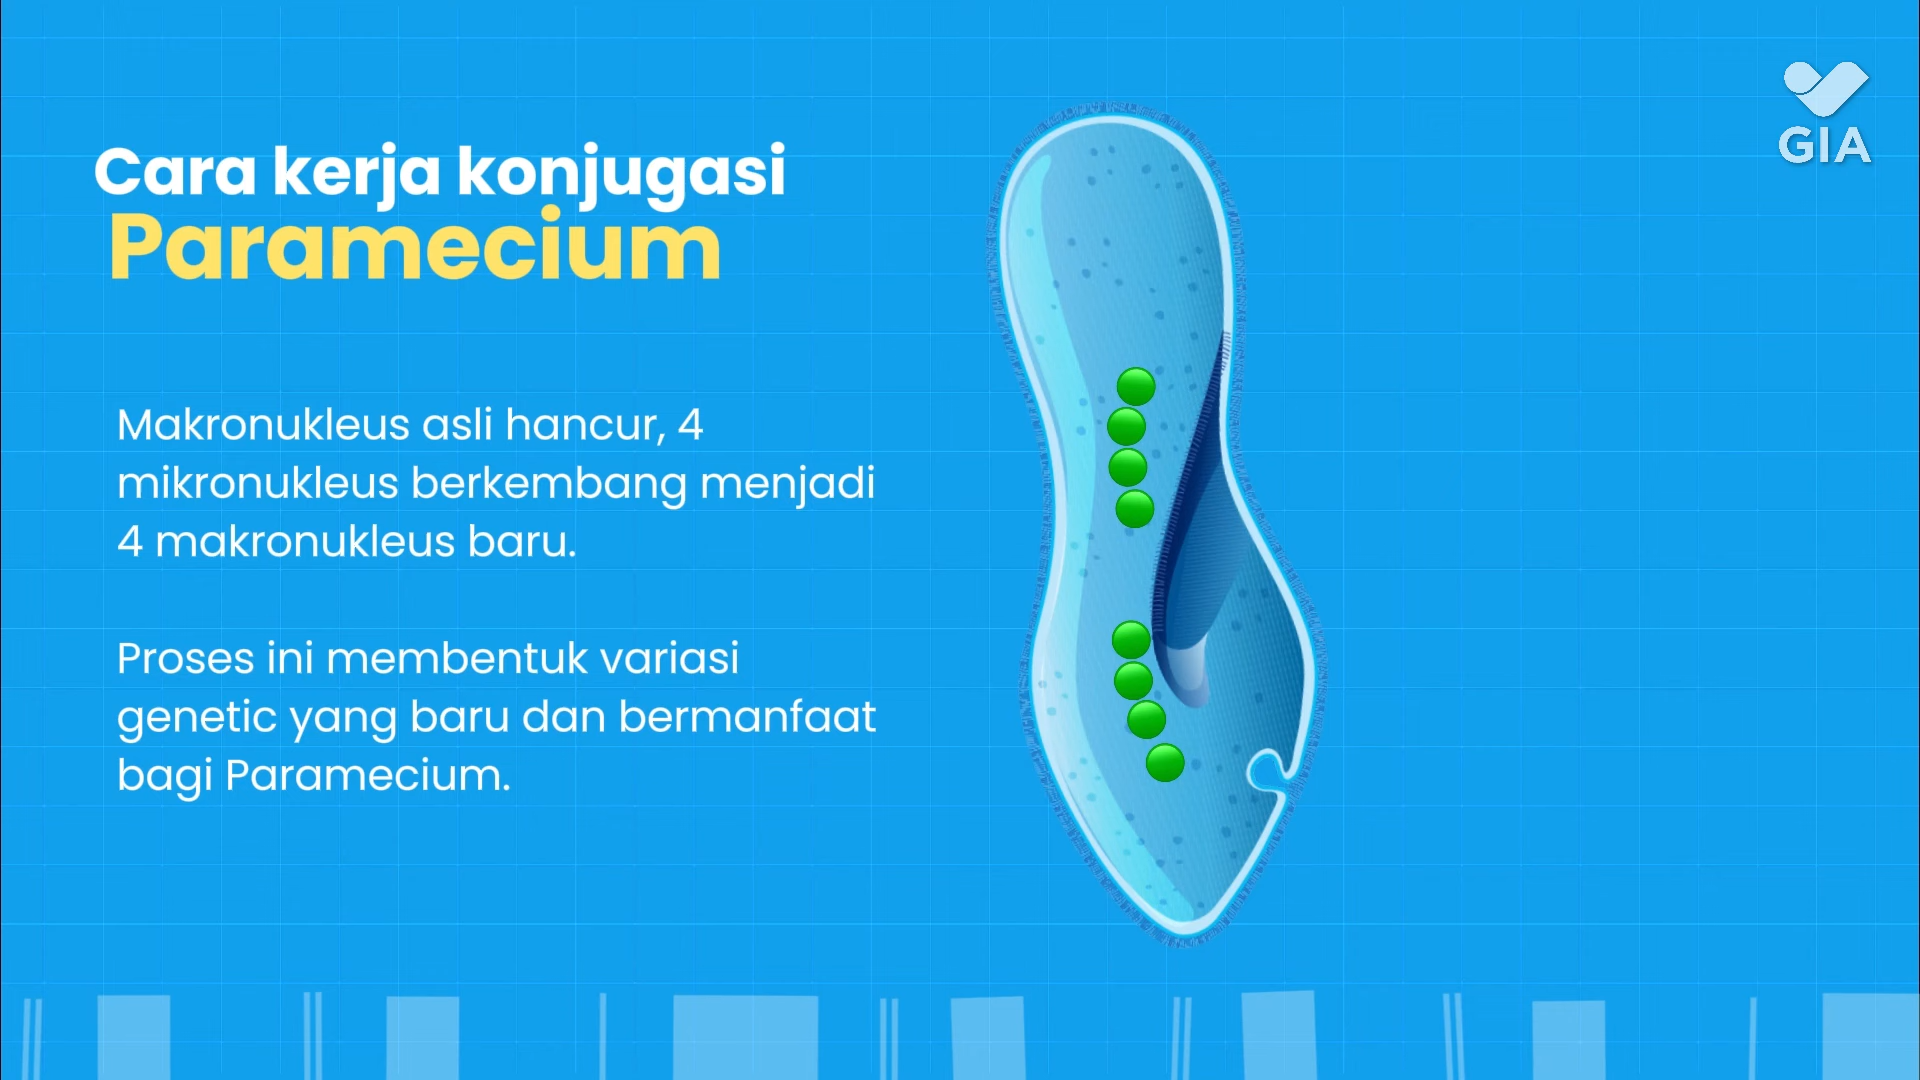 Cara kerja konjugasi
Paramecium
Makronukleus asli hancur, 4
mikronukleus berkembang menjadi
4 makronukleus baru.
Proses ini membentuk variasi
genetic yang baru dan bermanfaat
bagi Paramecium.
GIA